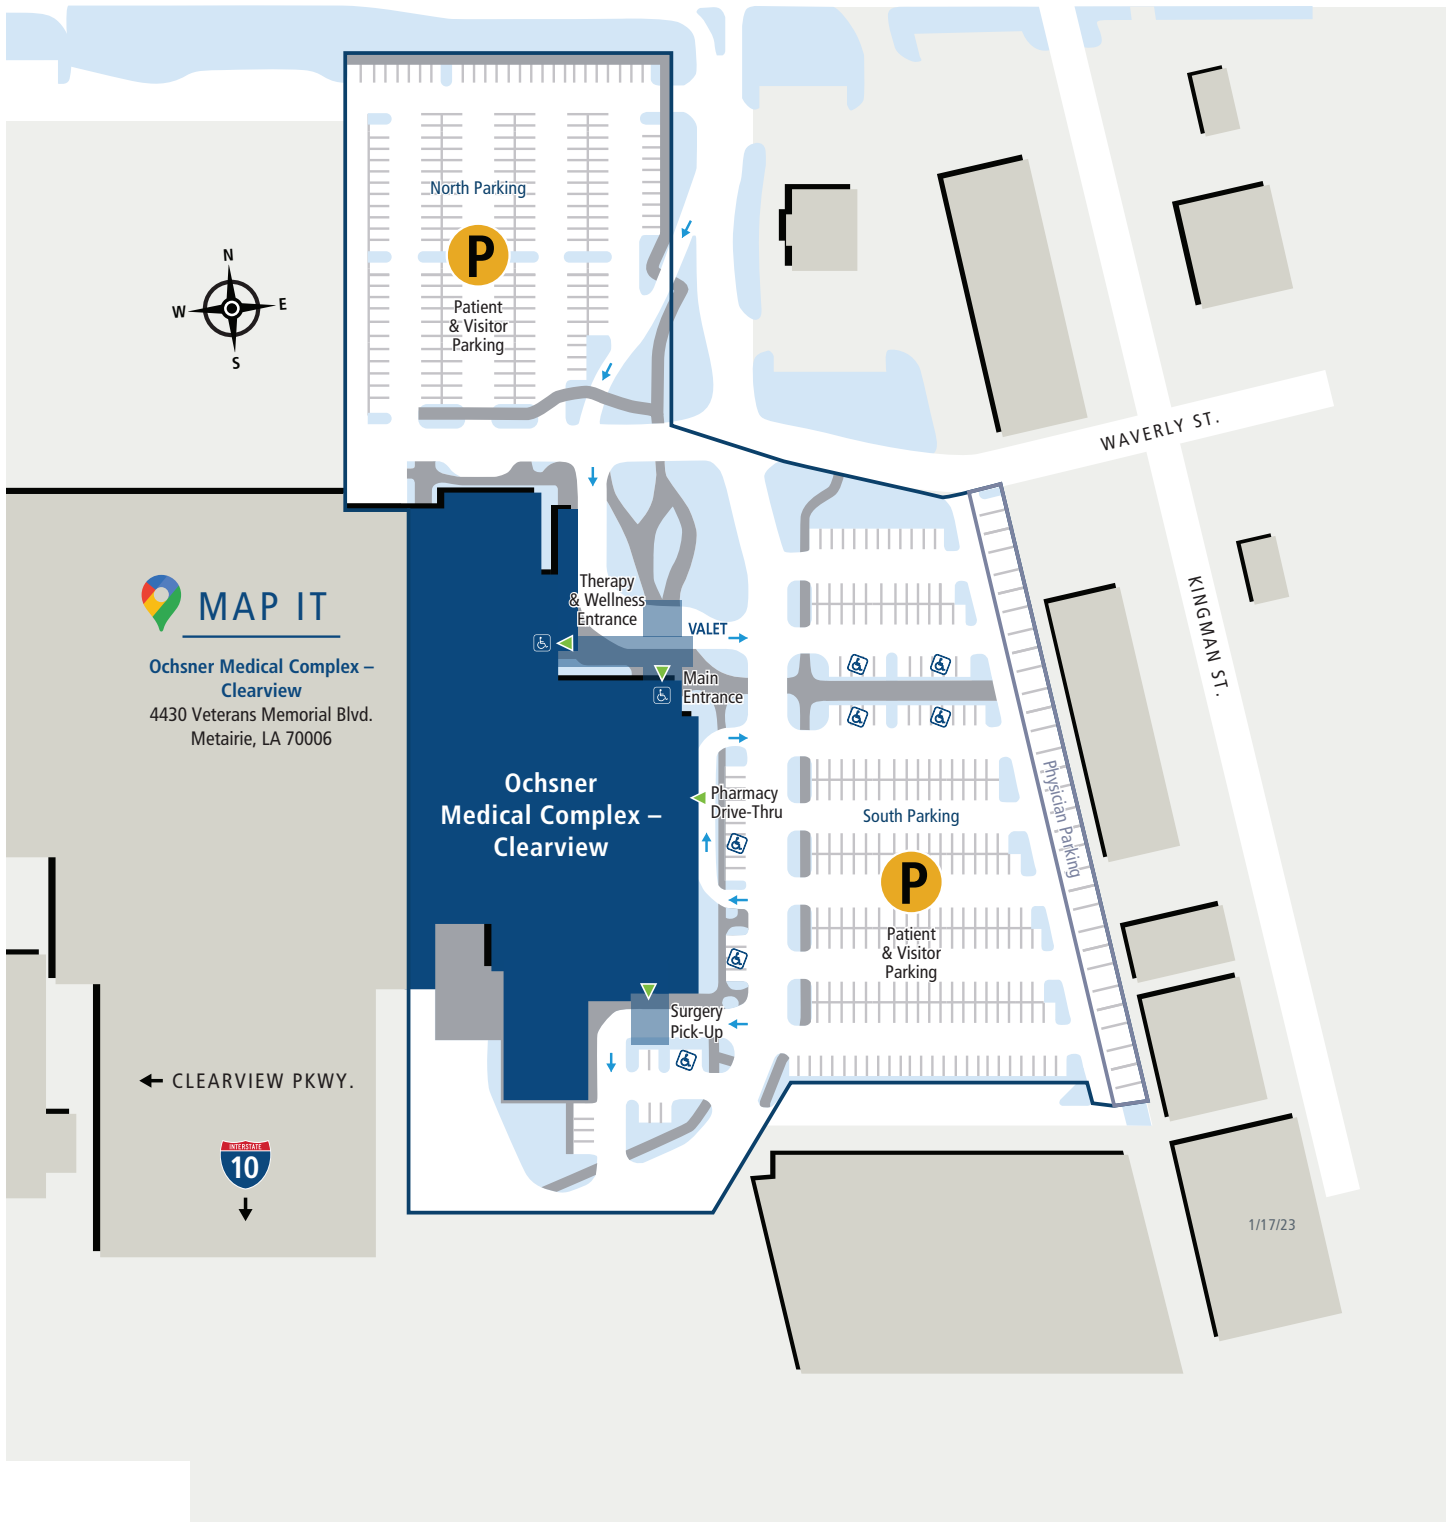 North Parking
P
Patient
& Visitor
Parking
N
W
E
S
WAVERLY ST.
KINGMAN ST.
MAP IT
Ochsner Medical Complex –
Clearview
4430 Veterans Memorial Blvd.
Metairie, LA 70006
Therapy
& Wellness
Entrance
VALET
Main
Entrance
Ochsner
Medical Complex –
Clearview
Pharmacy
Drive-Thru
South Parking
P
Patient
& Visitor
Parking
Physician Parking
Surgery
Pick-Up
CLEARVIEW PKWY.
INTERSTATE
10
1/17/23